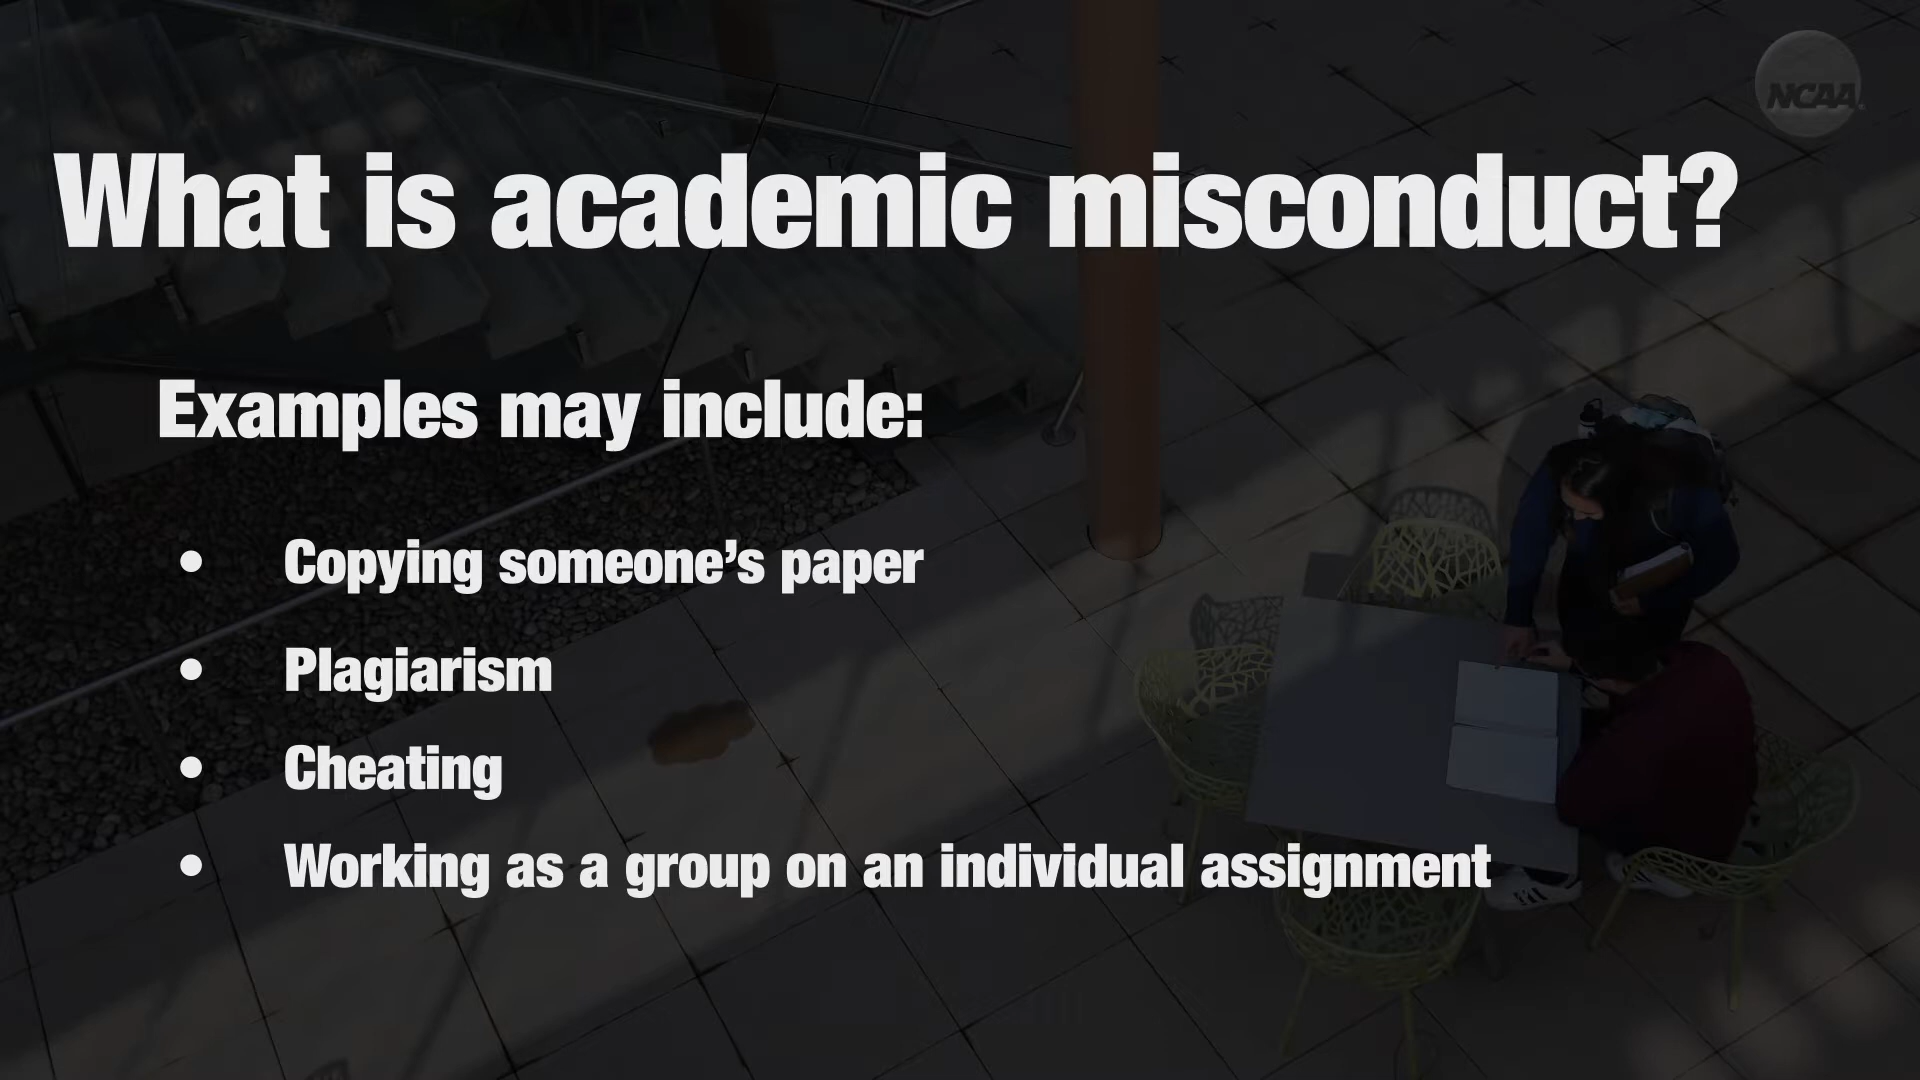 NCAA
What is academic misconduct?
Examples may include:
• Copying someone’s paper
• Plagiarism
• Cheating
• Working as a group on an individual assignment